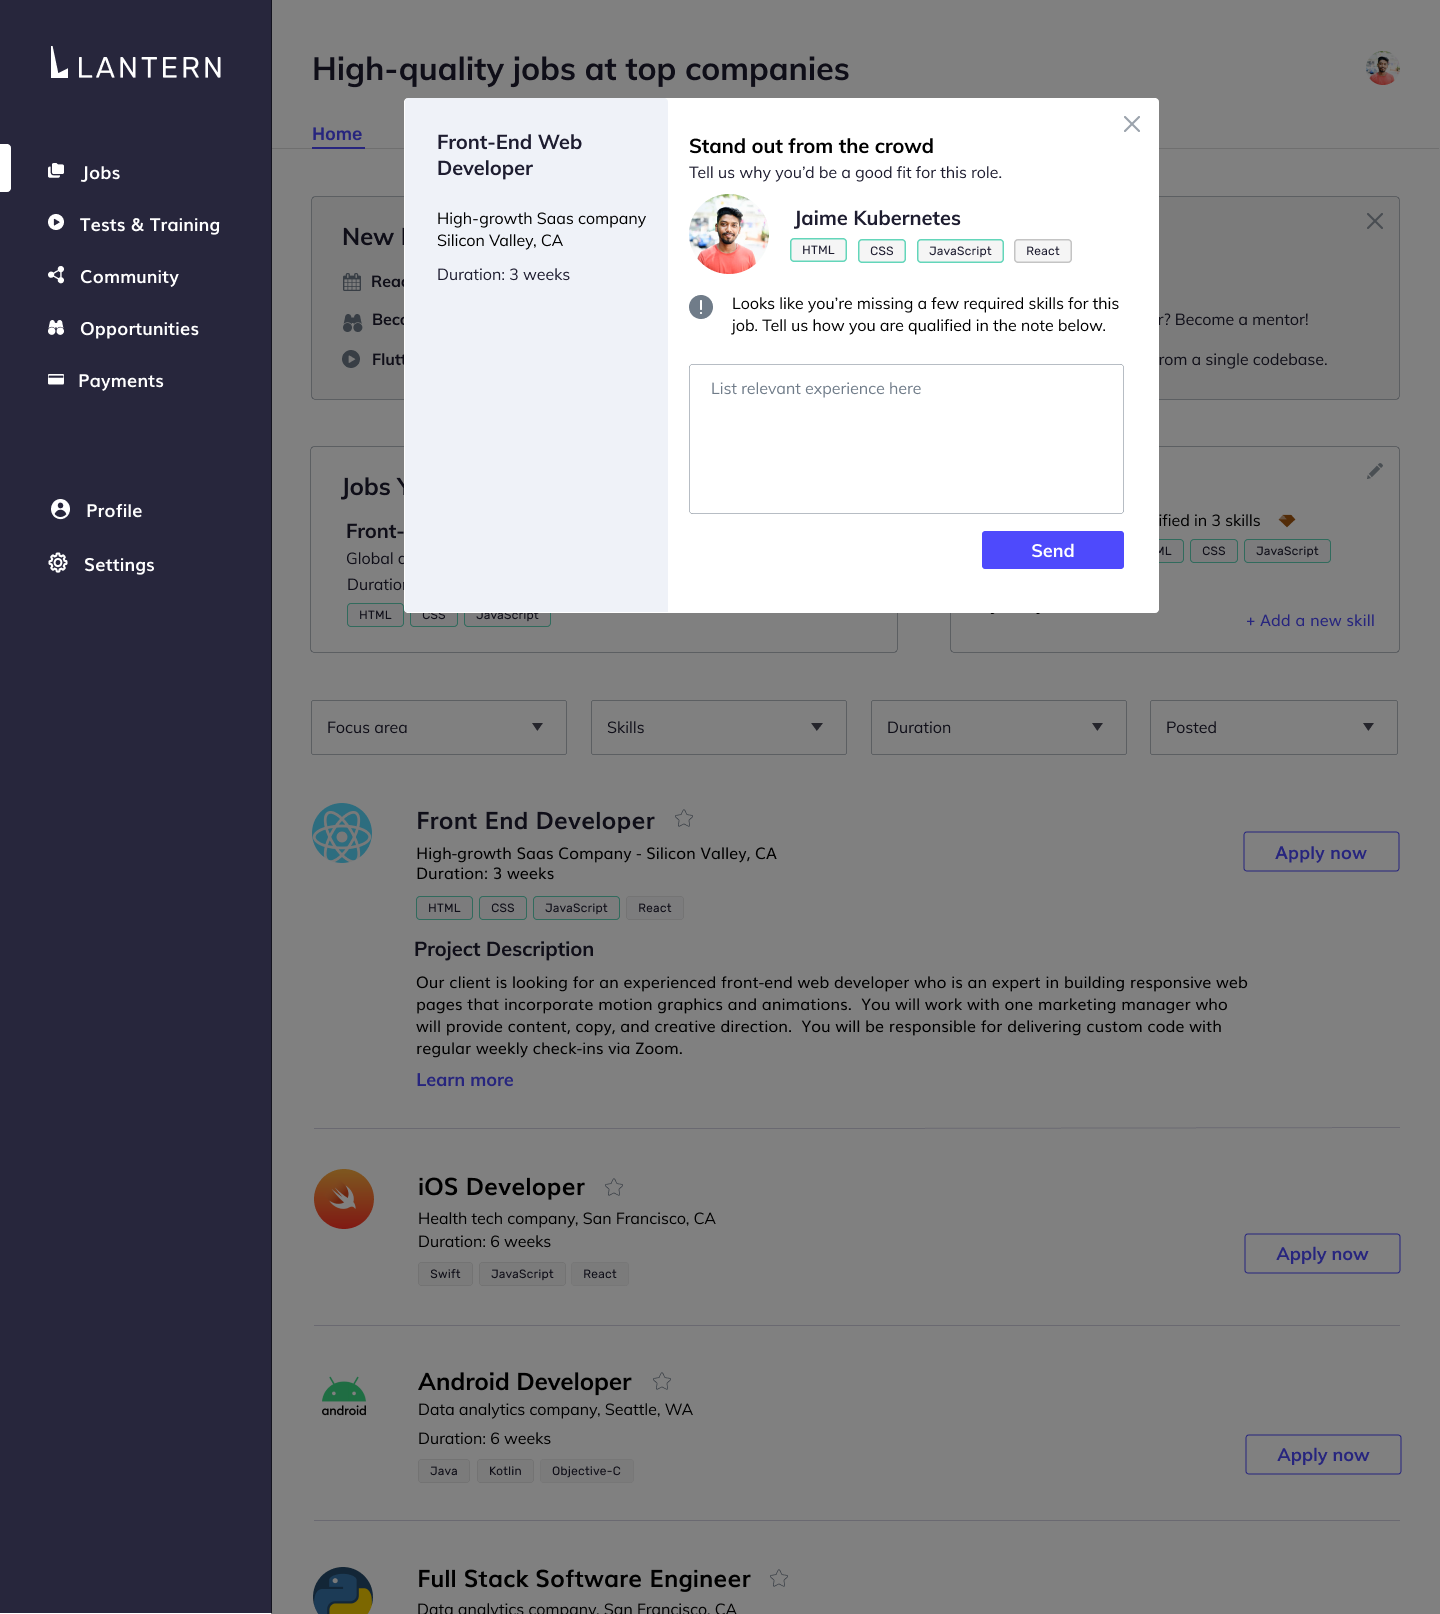 LANTERN
Jobs
Tests & Training
Community
Opportunities
Payments
Profile
Settings
High-quality jobs at top companies
Home
New
Beco
Flutt
r? Become a mentor!
rom a single codebase.
Front-End Web
Developer
High-growth Saas company
Silicon Valley, CA
Duration: 3 weeks
Stand out from the crowd
Tell us why you’d be a good fit for this role.
Jaime Kubernetes
HTML CSS JavaScript React
!
Looks like you’re missing a few required skills for this
job. Tell us how you are qualified in the note below.
List relevant experience here
Send
Jobs
Front-
Global
Duration
HTML CSS JavaScript
ified in 3 skills
ML CSS JavaScript
+ Add a new skill
Focus area Skills Duration Posted
Front End Developer
High-growth Saas Company - Silicon Valley, CA
Duration: 3 weeks
HTML CSS JavaScript React
Apply now
Project Description
Our client is looking for an experienced front-end web developer who is an expert in building responsive web
pages that incorporate motion graphics and animations. You will work with one marketing manager who
will provide content, copy, and creative direction. You will be responsible for delivering custom code with
regular weekly check-ins via Zoom.
Learn more
iOS Developer
Health tech company, San Francisco, CA
Duration: 6 weeks
Swift JavaScript React
Apply now
android
Android Developer
Data analytics company, Seattle, WA
Duration: 6 weeks
Java Kotlin Objective-C
Apply now
Full Stack Software Engineer
Data analytics company, San Francisco, CA